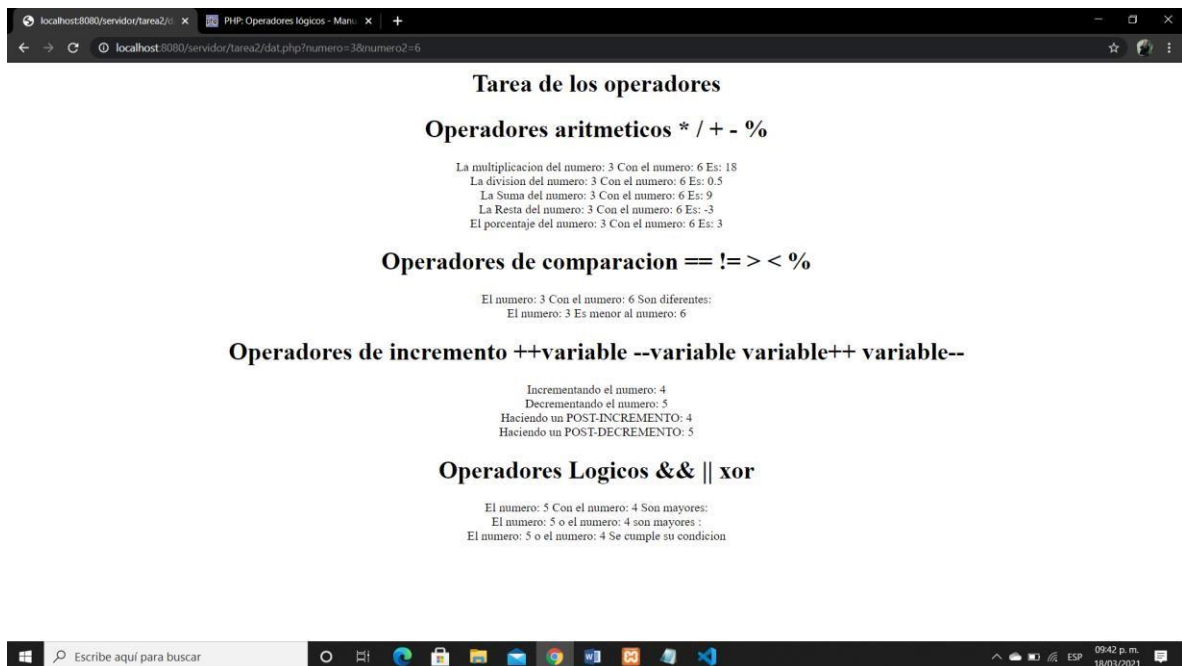 localhost:8080/servidor/tarea2/d
PHP: Operadores lógicos - Manu
localhost:8080/servidor/tarea2/dat.php?numero=3&numero2=6
Tarea de los operadores
Operadores aritmeticos * / + - %
La multiplicacion del numero: 3 Con el numero: 6 Es: 18
La division del numero: 3 Con el numero: 6 Es: 0.5
La Suma del numero: 3 Con el numero: 6 Es: 9
La Resta del numero: 3 Con el numero: 6 Es: -3
El porcentaje del numero: 3 Con el numero: 6 Es: 3
Operadores de comparacion == != > < %
El numero: 3 Con el numero: 6 Son diferentes:
El numero: 3 Es menor al numero: 6
Operadores de incremento ++variable --variable variable++ variable--
Incrementando el numero: 4
Decrementando el numero: 5
Haciendo un POST-INCREMENTO: 4
Haciendo un POST-DECREMENTO: 5
Operadores Logicos && || xor
El numero: 5 Con el numero: 4 Son mayores:
El numero: 5 o el numero: 4 son mayores :
El numero: 5 o el numero: 4 Se cumple su condicion
Escribe aquí para buscar
ESP
09:42 p. m.
18/03/2021